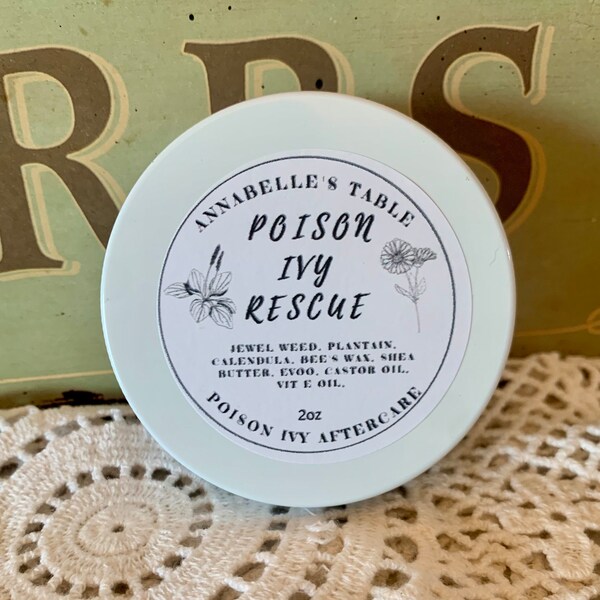 RBS
ANNABELLE'S TABLE
POISON
IVY
RESCUE
JEWEL WEED, PLANTAIN,
CALENDULA, BEE'S WAX, SHEA
BUTTER, EVOO, CASTOR OIL,
VIT E OIL,
2oz
POISON IVY AFTERCARE